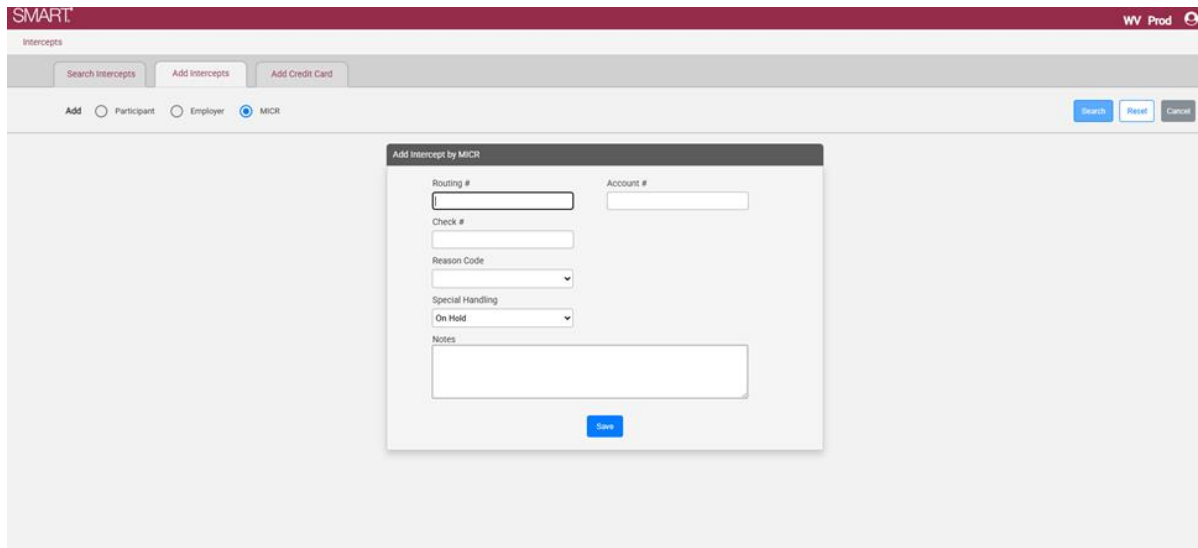 SMART
WV Prod
Intercepts
Search Intercepts Add Intercepts Add Credit Card
Add Participant Employer MICR Search Reset Cancel
Add Intercept by MICR
Routing # Account #
Check #
Reason Code
Special Handling
On Hold
Notes
Save